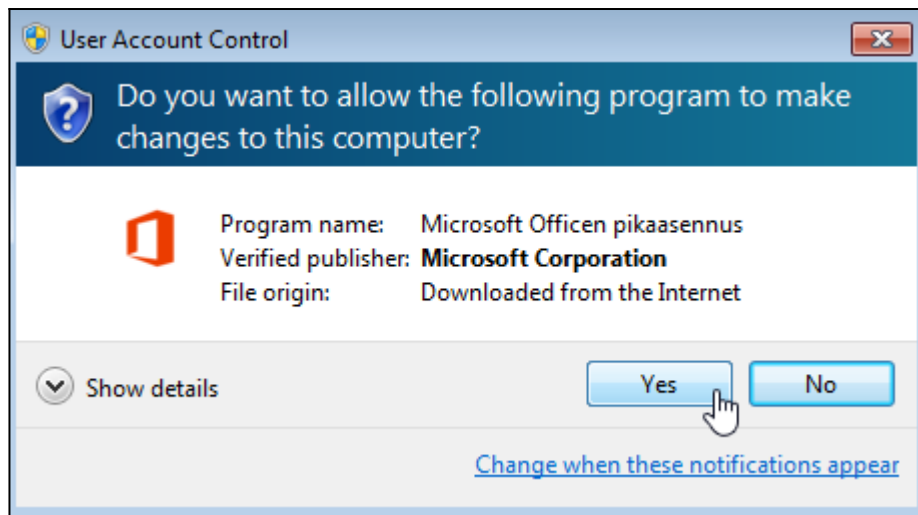 User Account Control
Do you want to allow the following program to make
changes to this computer?
Program name: Microsoft Officen pikaasennus
Verified publisher: Microsoft Corporation
File origin: Downloaded from the Internet
Show details
Yes
No
Change when these notifications appear